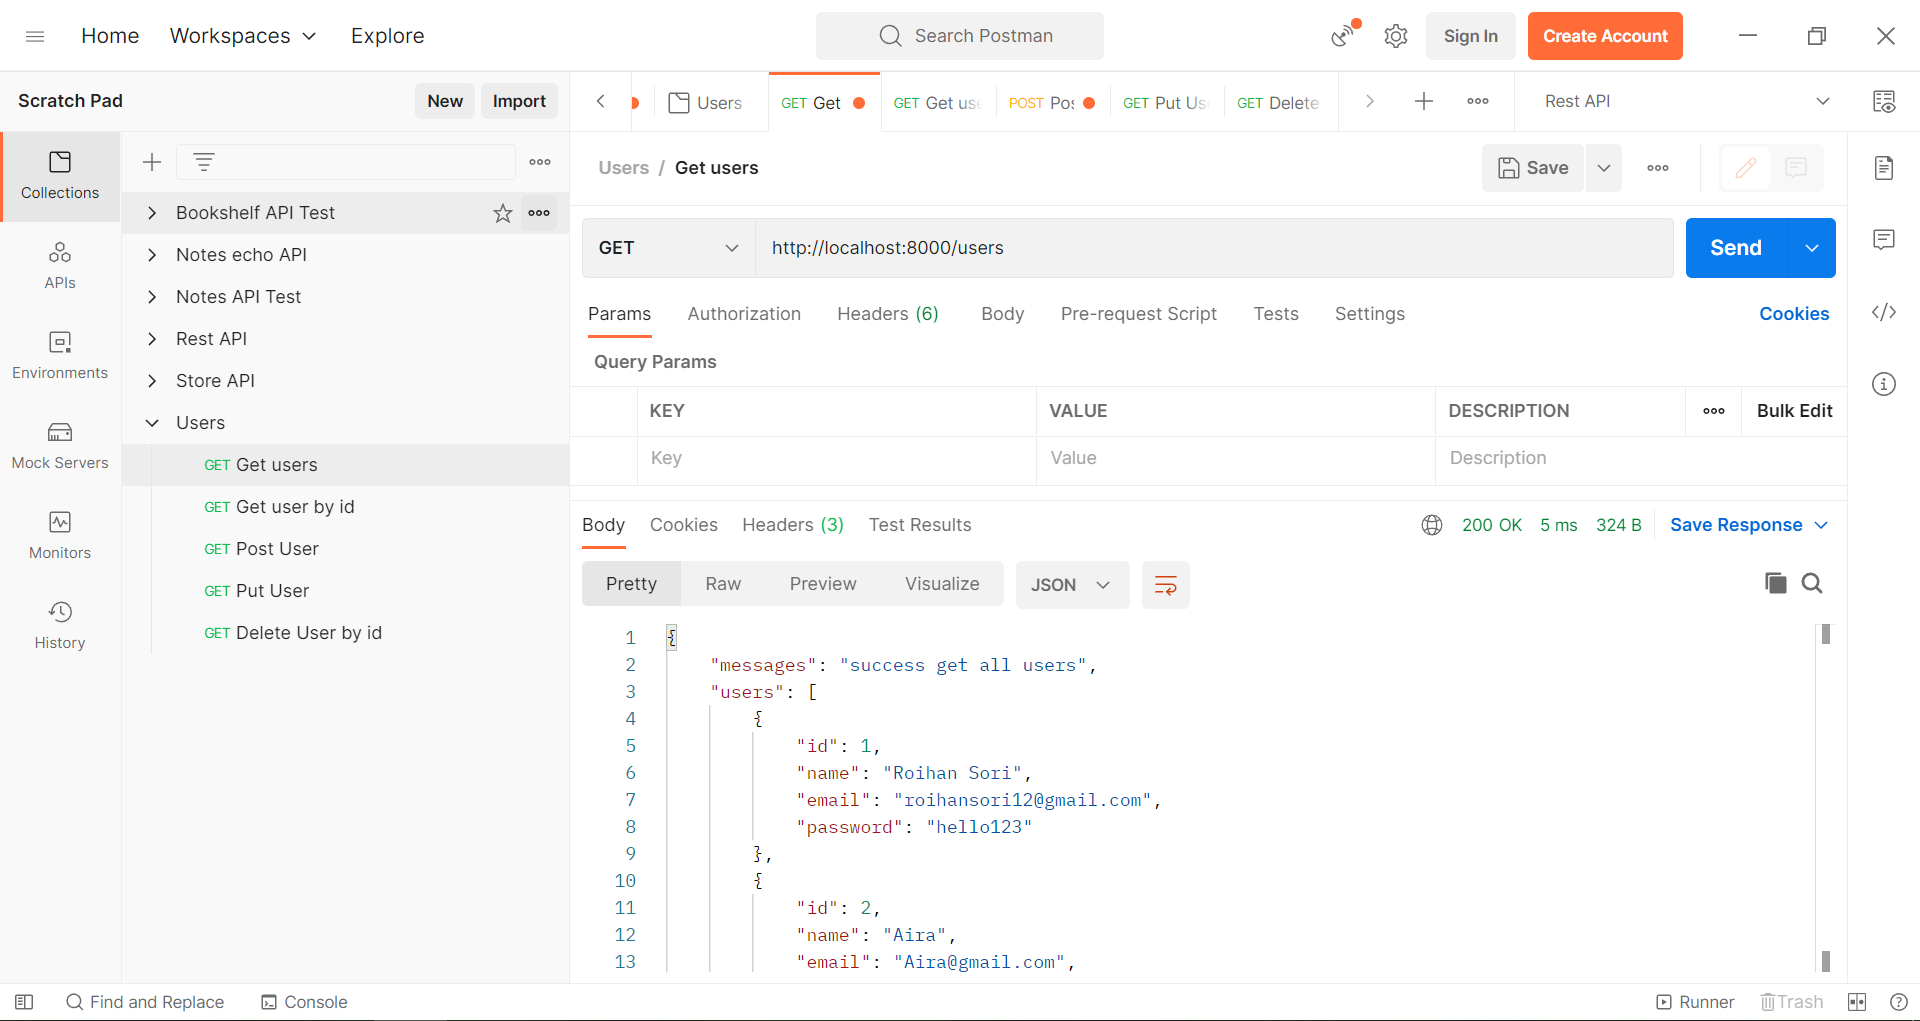 Home Workspaces Explore Search Postman Sign In Create Account
Scratch Pad New Import Users GET Get GET Get use POST Pos GET Put Us GET Delete Rest API
Collections
APIs
Environments
Mock Servers
Monitors
History
Bookshelf API Test
Notes echo API
Notes API Test
Rest API
Store API
Users
GET Get users
GET Get user by id
GET Post User
GET Put User
GET Delete User by id
Users / Get users Save
GET http://localhost:8000/users Send
Params Authorization Headers (6) Body Pre-request Script Tests Settings Cookies
Query Params
KEY VALUE DESCRIPTION Bulk Edit
Key Value Description
Body Cookies Headers (3) Test Results 200 OK 5 ms 324 B Save Response
Pretty Raw Preview Visualize JSON
1 {
2 "messages": "success get all users",
3 "users": [
4 {
5 "id": 1,
6 "name": "Roihan Sori",
7 "email": "roihansori12@gmail.com",
8 "password": "hello123"
9 },
10 {
11 "id": 2,
12 "name": "Aira",
13 "email": "Aira@gmail.com",
Find and Replace Console Runner Trash